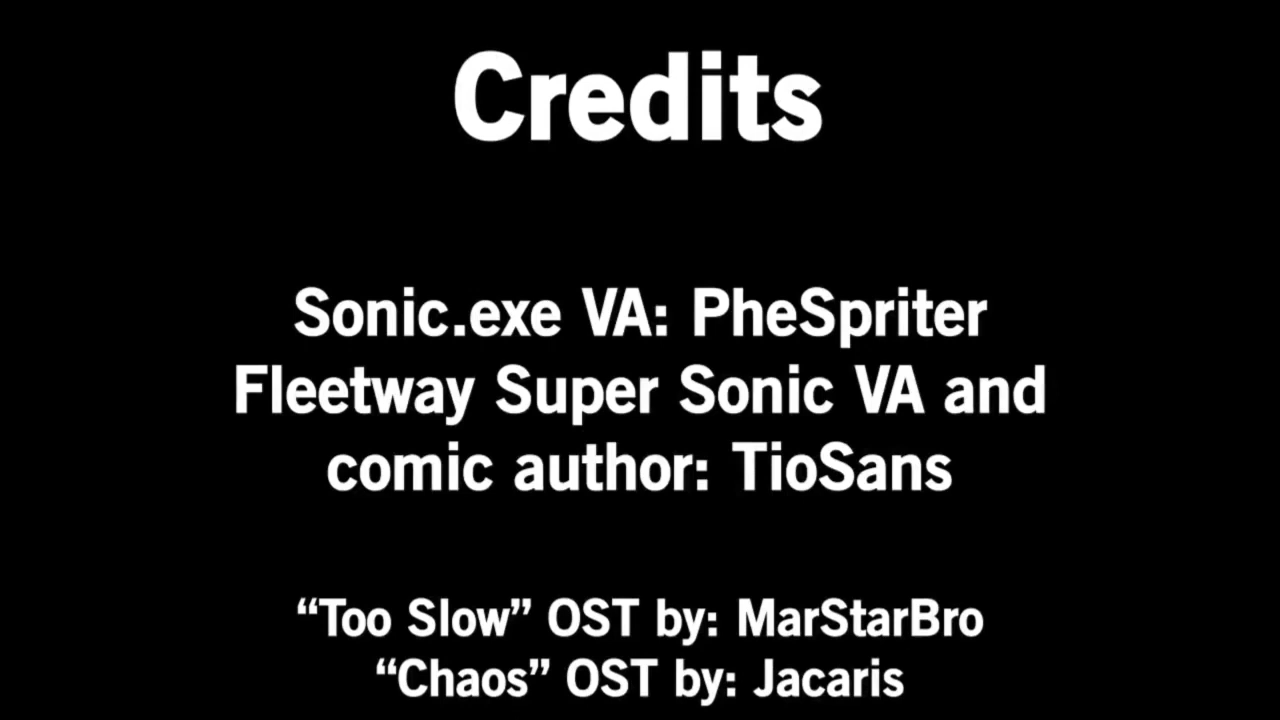 Credits
Sonic.exe VA: PheSpriter
Fleetway Super Sonic VA and
comic author: TioSans
“Too Slow” OST by: MarStarBro
“Chaos” OST by: Jacaris